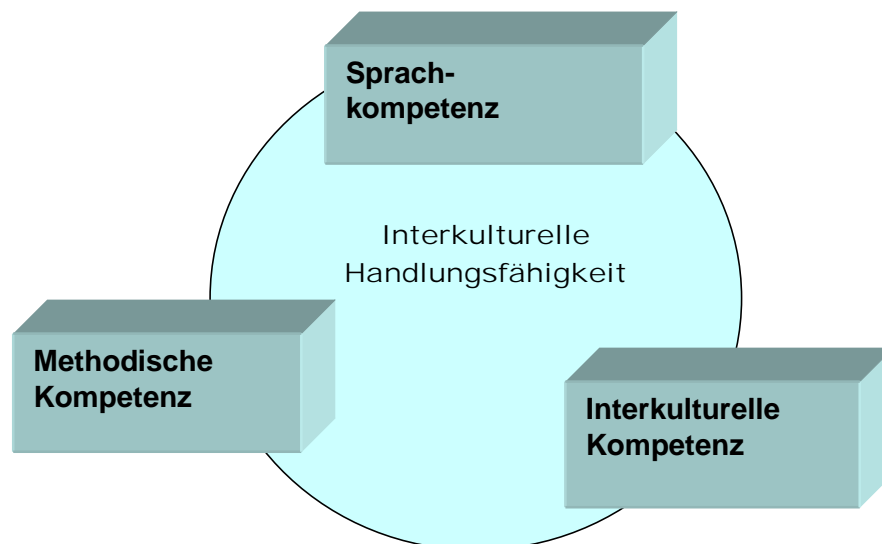 Sprach-
kompetenz
Interkulturelle
Handlungsfähigkeit
Methodische
Kompetenz
Interkulturelle
Kompetenz